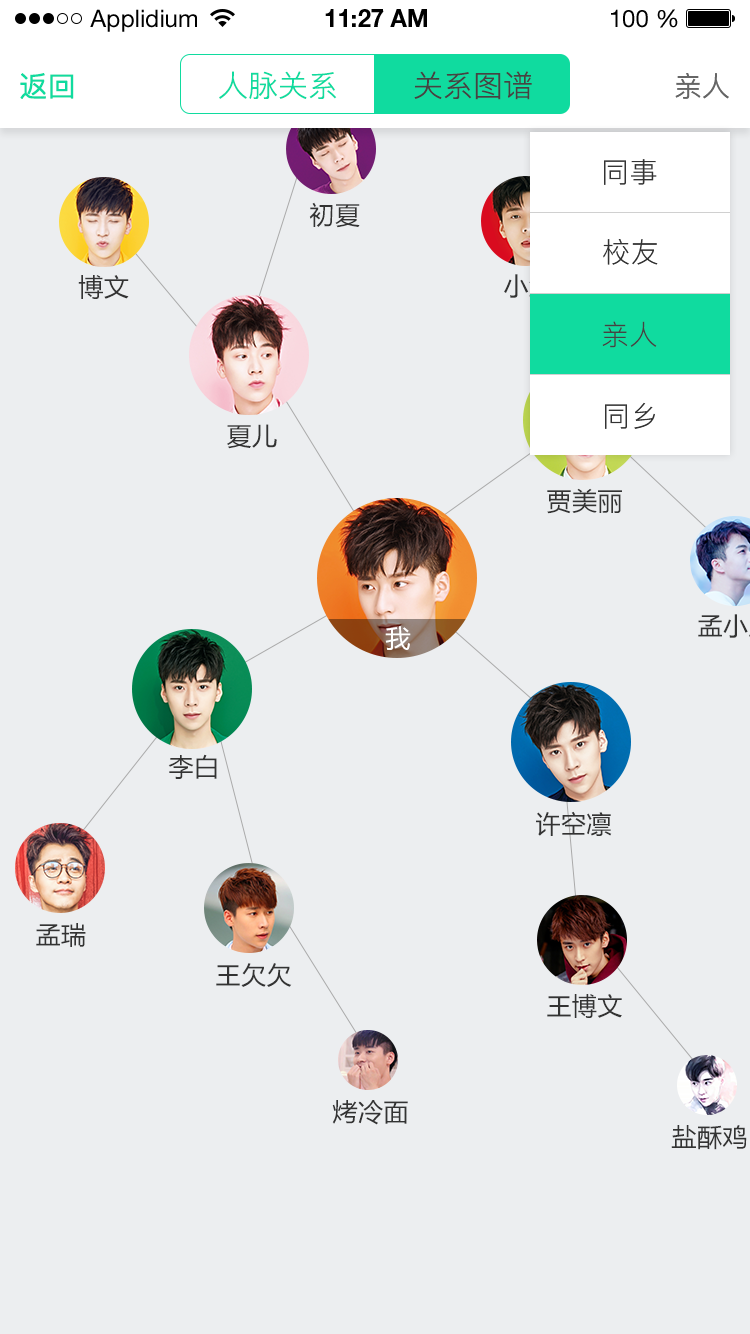 Applidium 11:27 AM 100 %
返回 人脉关系 关系图谱 亲人
同事
校友
亲人
同乡
初夏
博文
小
夏儿
贾美丽
我
孟小
李白
许空凛
孟瑞
王欠欠
王博文
烤冷面
盐酥鸡